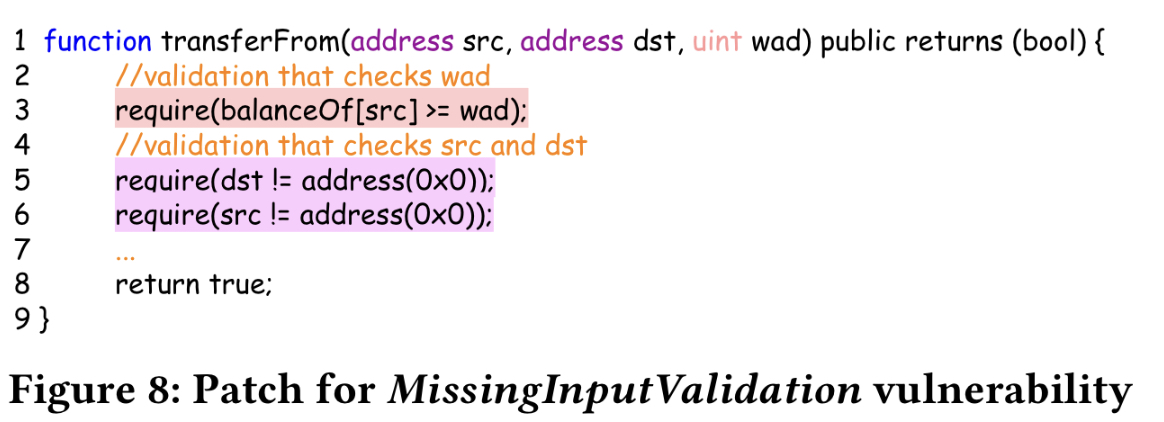 1 function transferFrom(address src, address dst, uint wad) public returns (bool) {
2 //validation that checks wad
3 require(balanceOf[src] >= wad);
4 //validation that checks src and dst
5 require(dst != address(0x0));
6 require(src != address(0x0));
7 ...
8 return true;
9 }
Figure 8: Patch for MissingInputValidation vulnerability